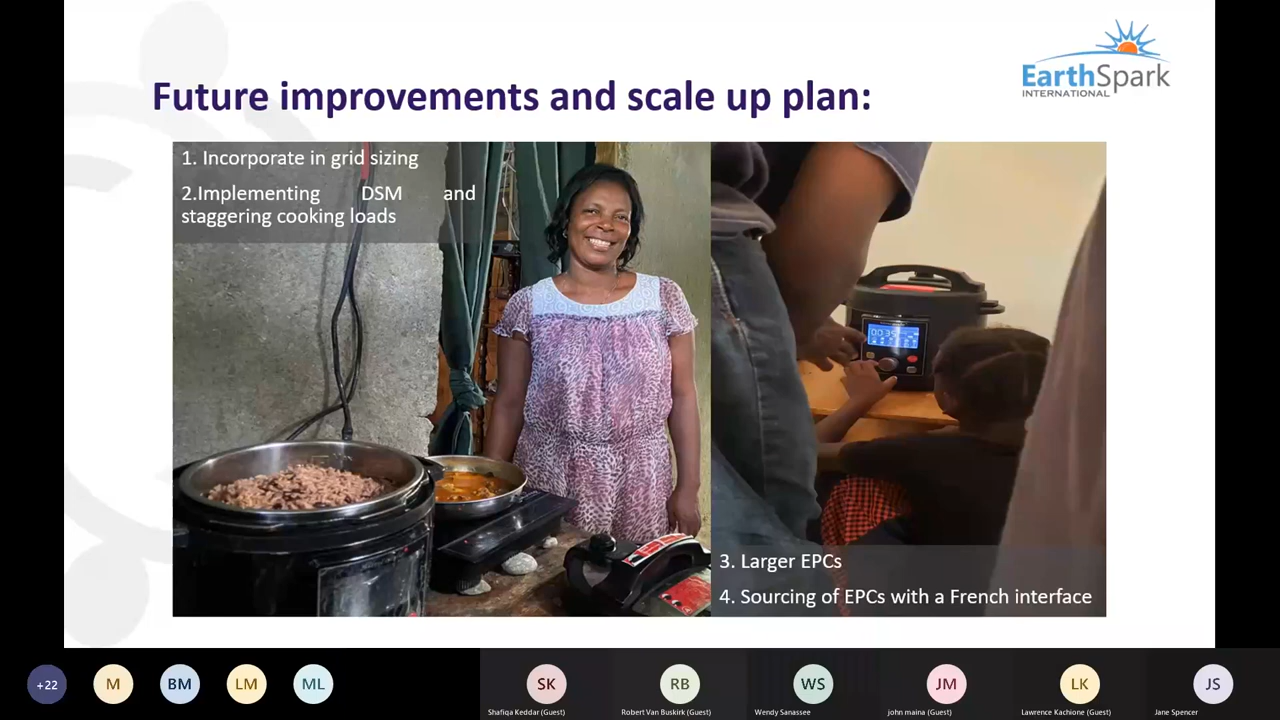 Future improvements and scale up plan:
EarthSpark
INTERNATIONAL
1. Incorporate in grid sizing
2.Implementing DSM and
staggering cooking loads
3. Larger EPCs
4. Sourcing of EPCs with a French interface
+22
M
BM
LM
ML
SK
RB
WS
JM
LK
JS
Shafiqa Keddar (Guest)
Robert Van Buskirk (Guest)
Wendy Sanassee
john maina (Guest)
Lawrence Kachione (Guest)
Jane Spencer